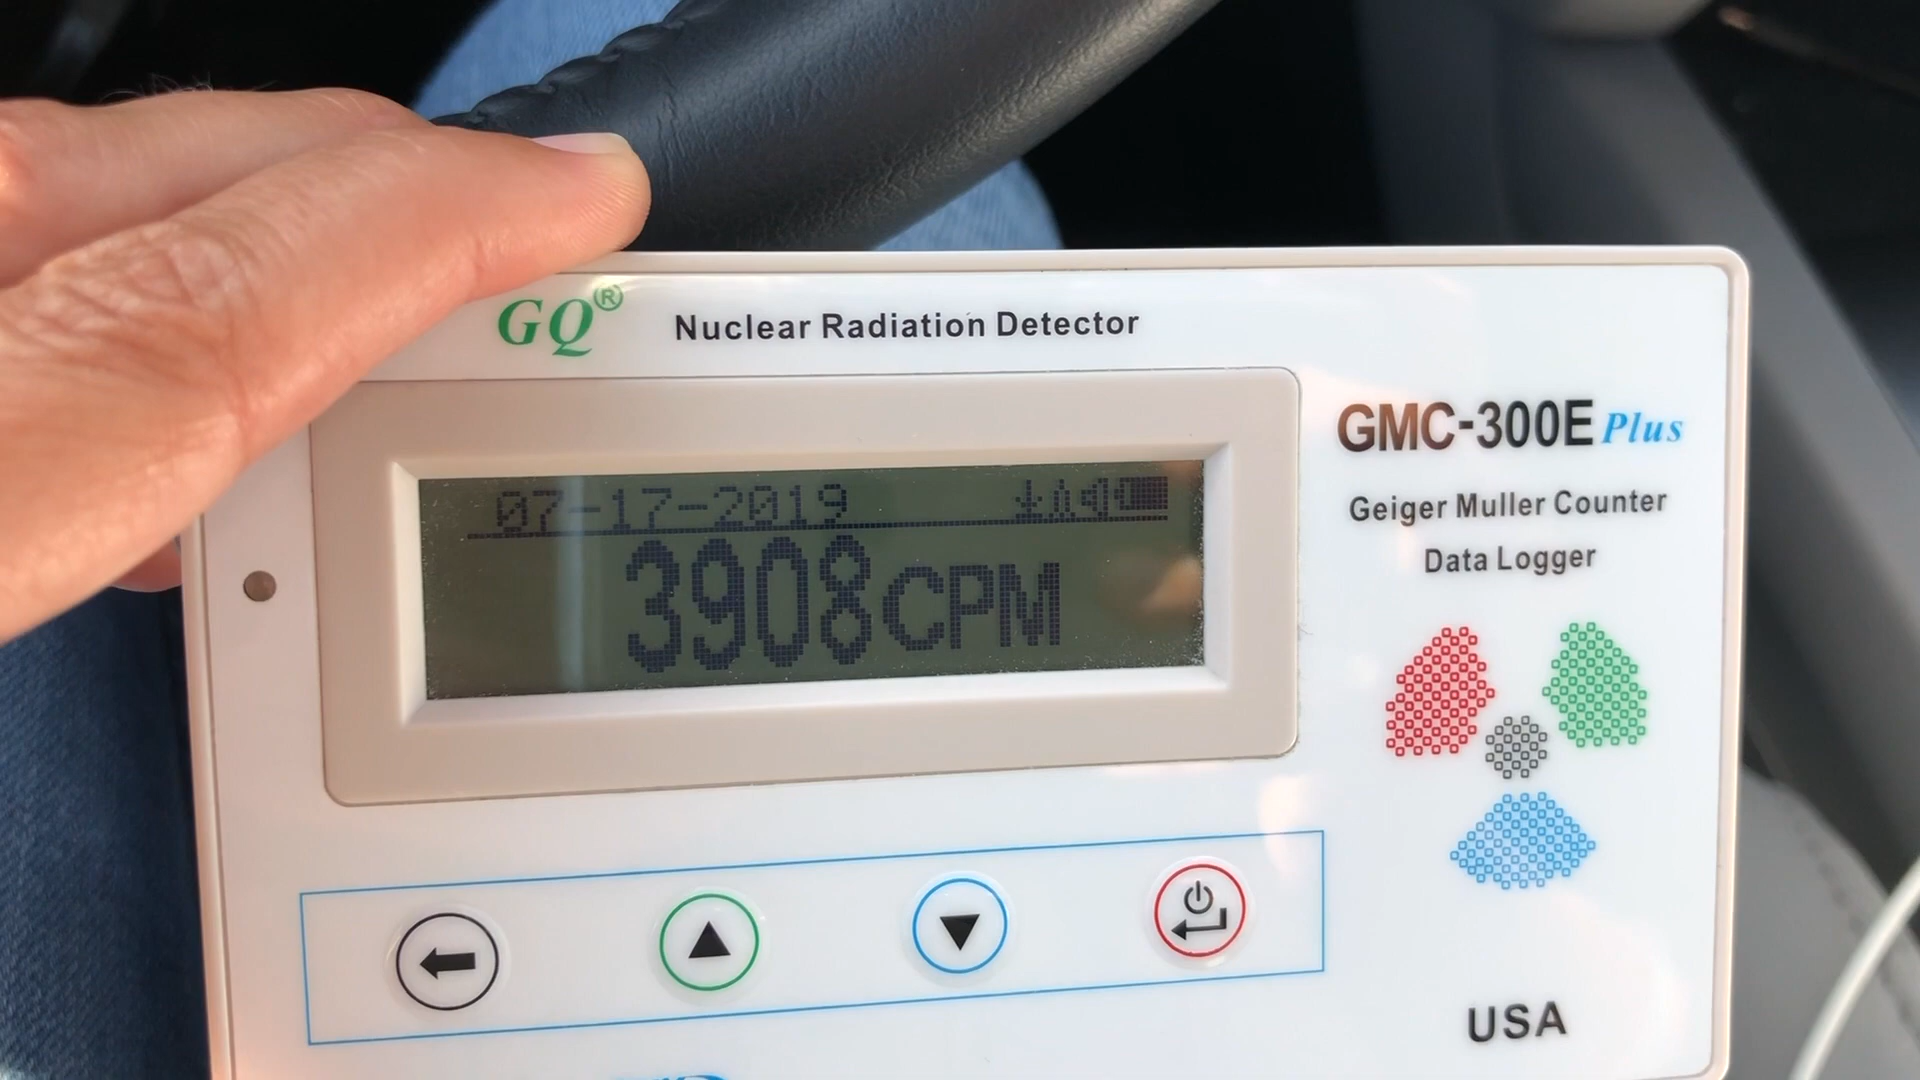 GQ®
Nuclear Radiation Detector
GMC-300E Plus
Geiger Muller Counter
Data Logger
07-17-2019
3908CPM
USA